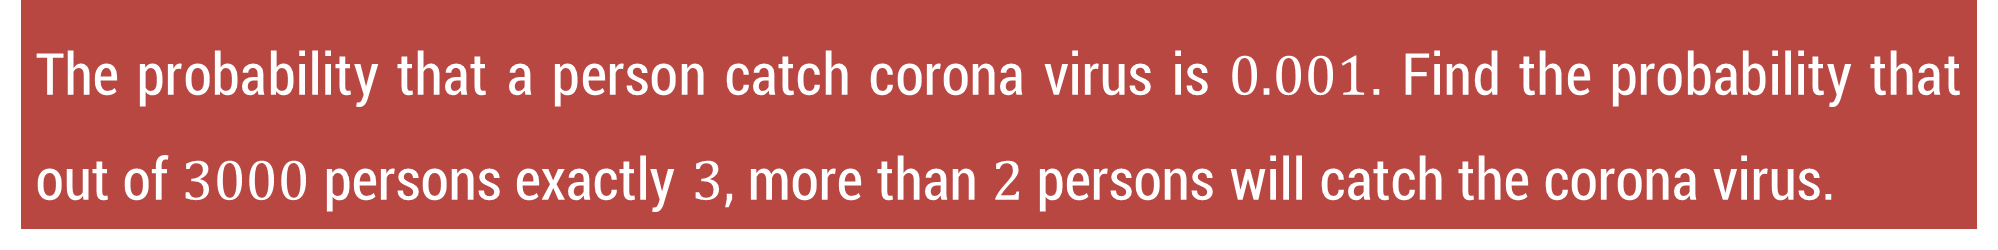 The probability that a person catch corona virus is 0.001. Find the probability that
out of 3000 persons exactly 3, more than 2 persons will catch the corona virus.